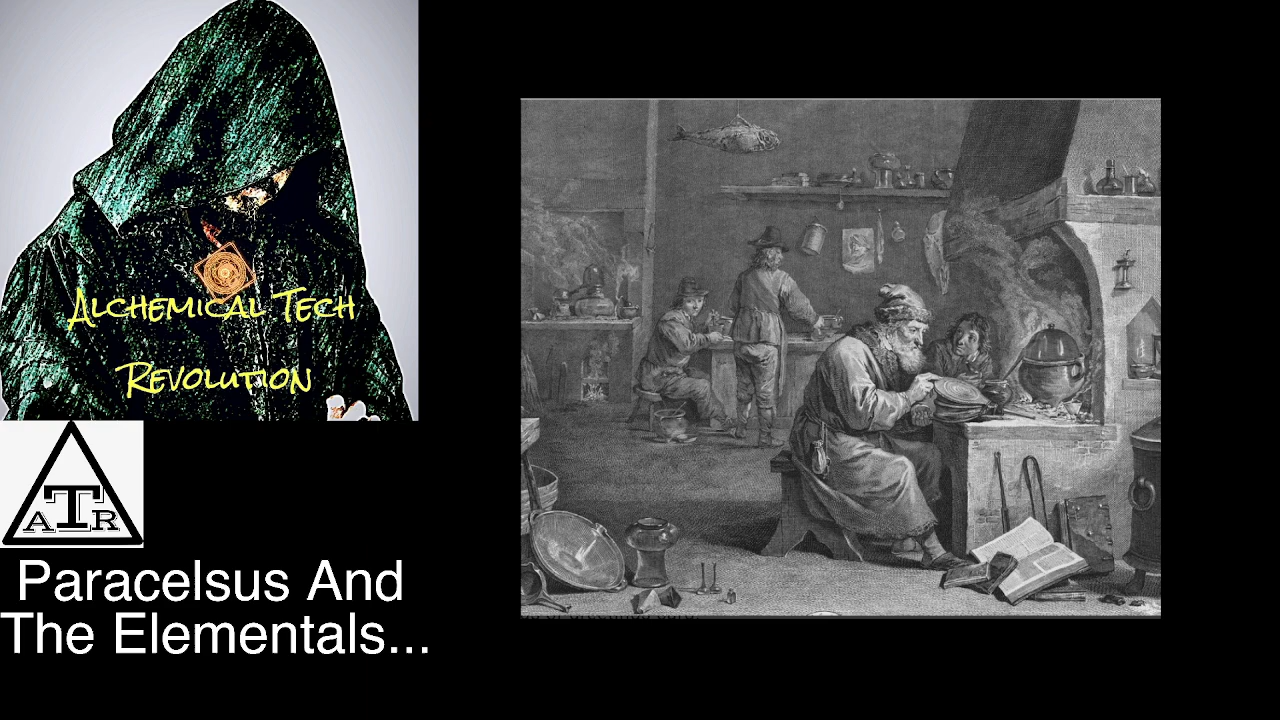 Alchemical Tech
Revolution
ATR
Paracelsus And
The Elementals...